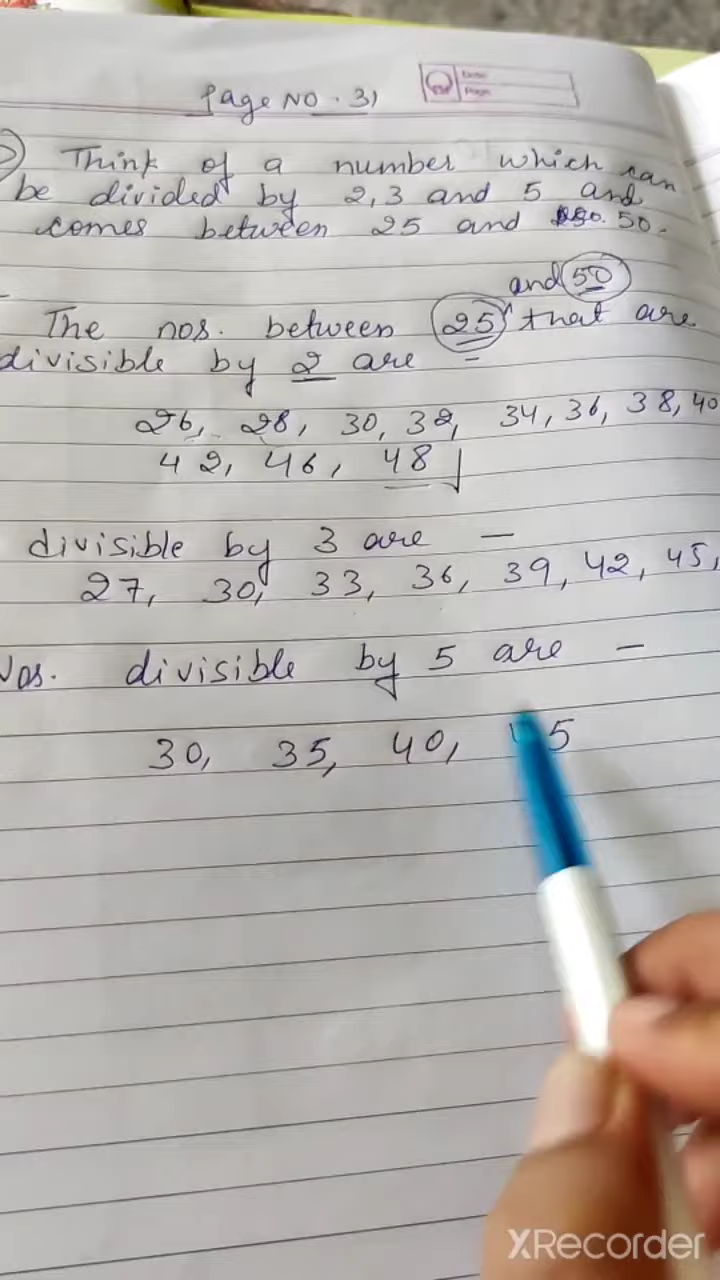 Page NO. 31
Date
Page
Think of a number which can
be divided by 2, 3 and 5 and
comes between 25 and 50.
and 50
The nos. between 25 that are
divisible by 2 are -
26, 28, 30, 32, 34, 36, 38, 40
42, 46, 48
divisible by 3 are -
27, 30, 33, 36, 39, 42, 45,
Nos. divisible by 5 are -
30, 35, 40, 45
XRecorder